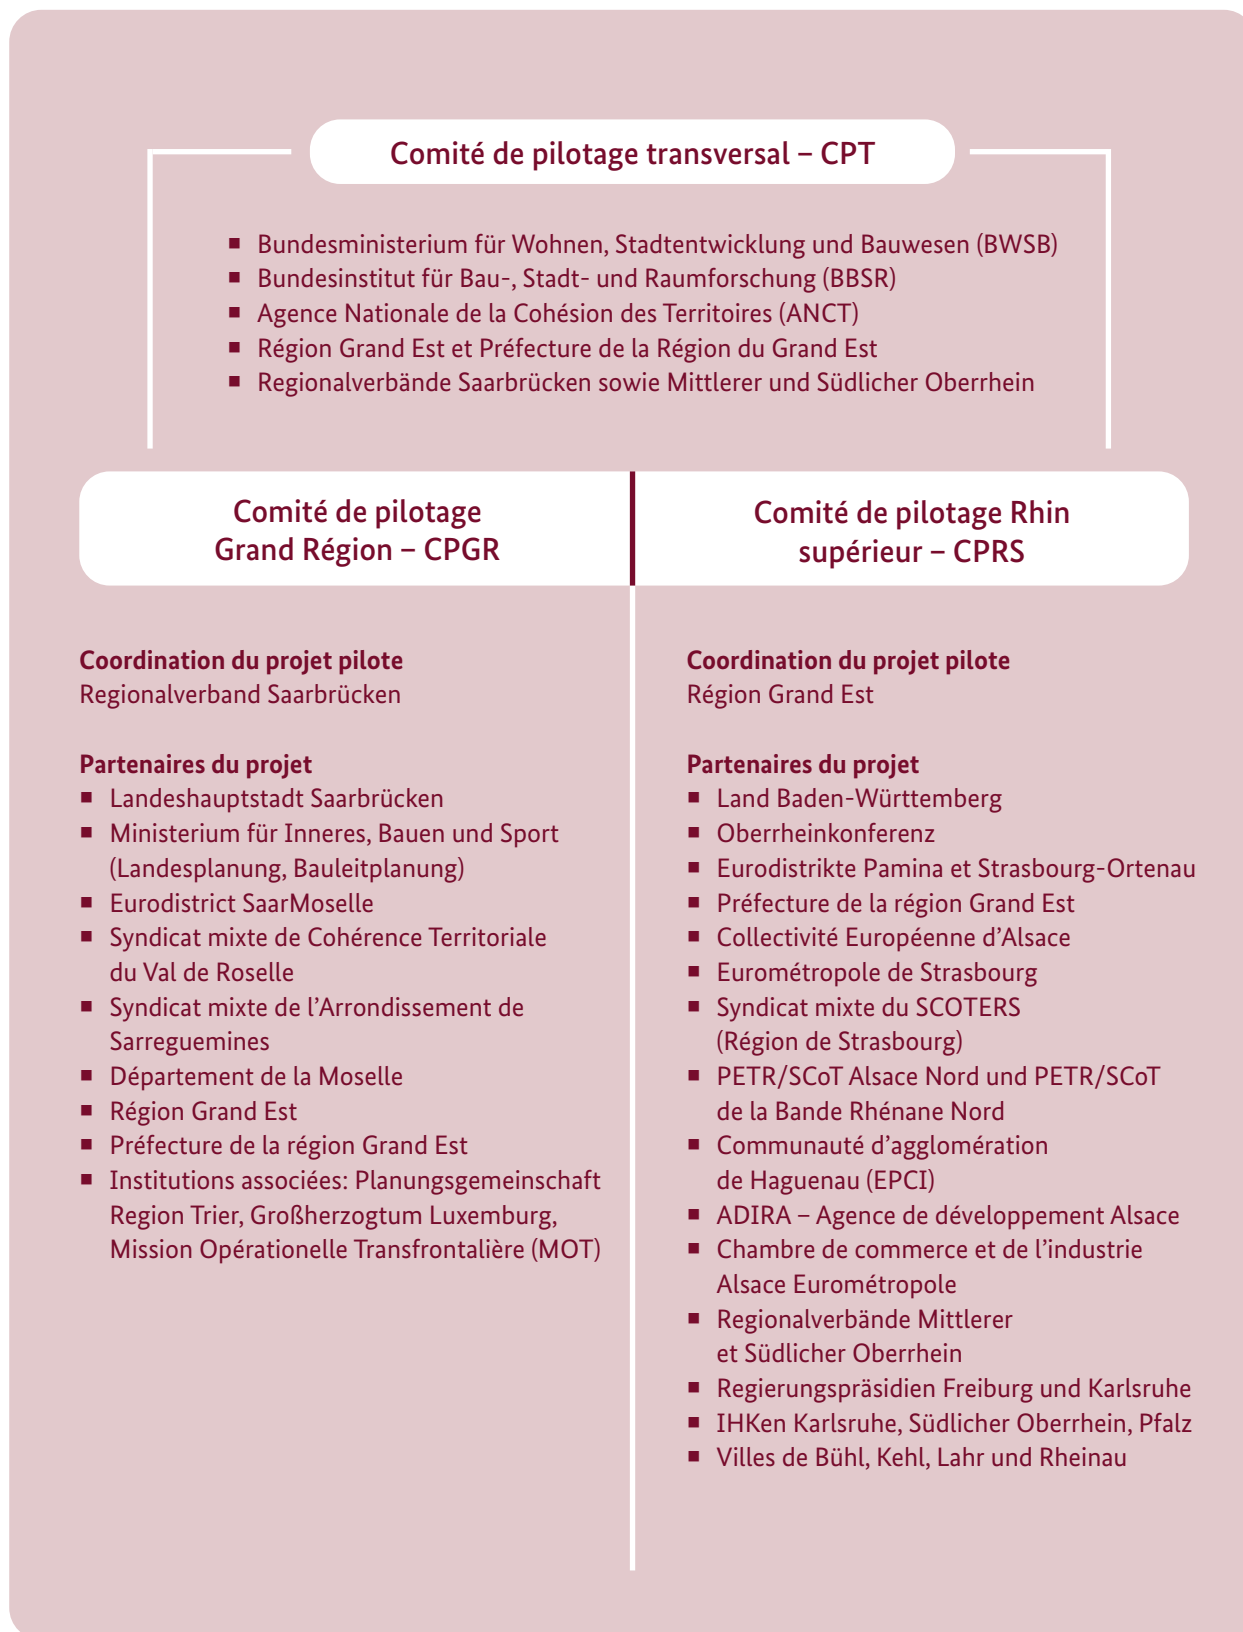 Comité de pilotage transversal – CPT
■ Bundesministerium für Wohnen, Stadtentwicklung und Bauwesen (BWSB)
■ Bundesinstitut für Bau-, Stadt- und Raumforschung (BBSR)
■ Agence Nationale de la Cohésion des Territoires (ANCT)
■ Région Grand Est et Préfecture de la Région du Grand Est
■ Regionalverbände Saarbrücken sowie Mittlerer und Südlicher Oberrhein
Comité de pilotage
Grand Région – CPGR
Coordination du projet pilote
Regionalverband Saarbrücken
Partenaires du projet
■ Landeshauptstadt Saarbrücken
■ Ministerium für Inneres, Bauen und Sport
(Landesplanung, Bauleitplanung)
■ Eurodistrict SaarMoselle
■ Syndicat mixte de Cohérence Territoriale
du Val de Roselle
■ Syndicat mixte de l’Arrondissement de
Sarreguemines
■ Département de la Moselle
■ Région Grand Est
■ Préfecture de la région Grand Est
■ Institutions associées: Planungsgemeinschaft
Region Trier, Großherzogtum Luxemburg,
Mission Opérationelle Transfrontalière (MOT)
Comité de pilotage Rhin
supérieur – CPRS
Coordination du projet pilote
Région Grand Est
Partenaires du projet
■ Land Baden-Württemberg
■ Oberrheinkonferenz
■ Eurodistrikte Pamina et Strasbourg-Ortenau
■ Préfecture de la région Grand Est
■ Collectivité Européenne d’Alsace
■ Eurométropole de Strasbourg
■ Syndicat mixte du SCOTERS
(Région de Strasbourg)
■ PETR/SCoT Alsace Nord und PETR/SCoT
de la Bande Rhénane Nord
■ Communauté d’agglomération
de Haguenau (EPCI)
■ ADIRA – Agence de développement Alsace
■ Chambre de commerce et de l’industrie
Alsace Eurométropole
■ Regionalverbände Mittlerer
et Südlicher Oberrhein
■ Regierungspräsidien Freiburg und Karlsruhe
■ IHKen Karlsruhe, Südlicher Oberrhein, Pfalz
■ Villes de Bühl, Kehl, Lahr und Rheinau